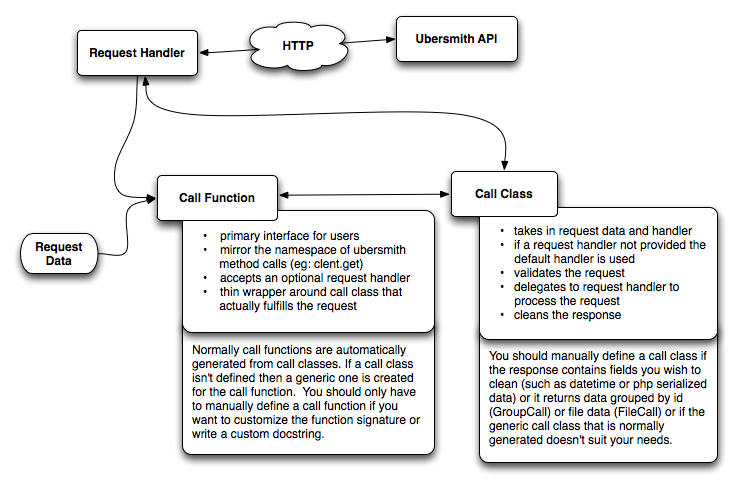 HTTP
Ubersmith API
Request Handler
Call Function
Call Class
Request
Data
• primary interface for users
• mirror the namespace of ubersmith
method calls (eg: clent.get)
• accepts an optional request handler
• thin wrapper around call class that
actually fulfills the request
Normally call functions are automatically
generated from call classes. If a call class
isn't defined then a generic one is created
for the call function.  You should only have
to manually define a call function if you
want to customize the function signature or
write a custom docstring.
• takes in request data and handler
• if a request handler not provided the
default handler is used
• validates the request
• delegates to request handler to
process the request
• cleans the response
You should manually define a call class if
the response contains fields you wish to
clean (such as datetime or php serialized
data) or it returns data grouped by id
(GroupCall) or file data (FileCall) or if the
generic call class that is normally
generated doesn't suit your needs.